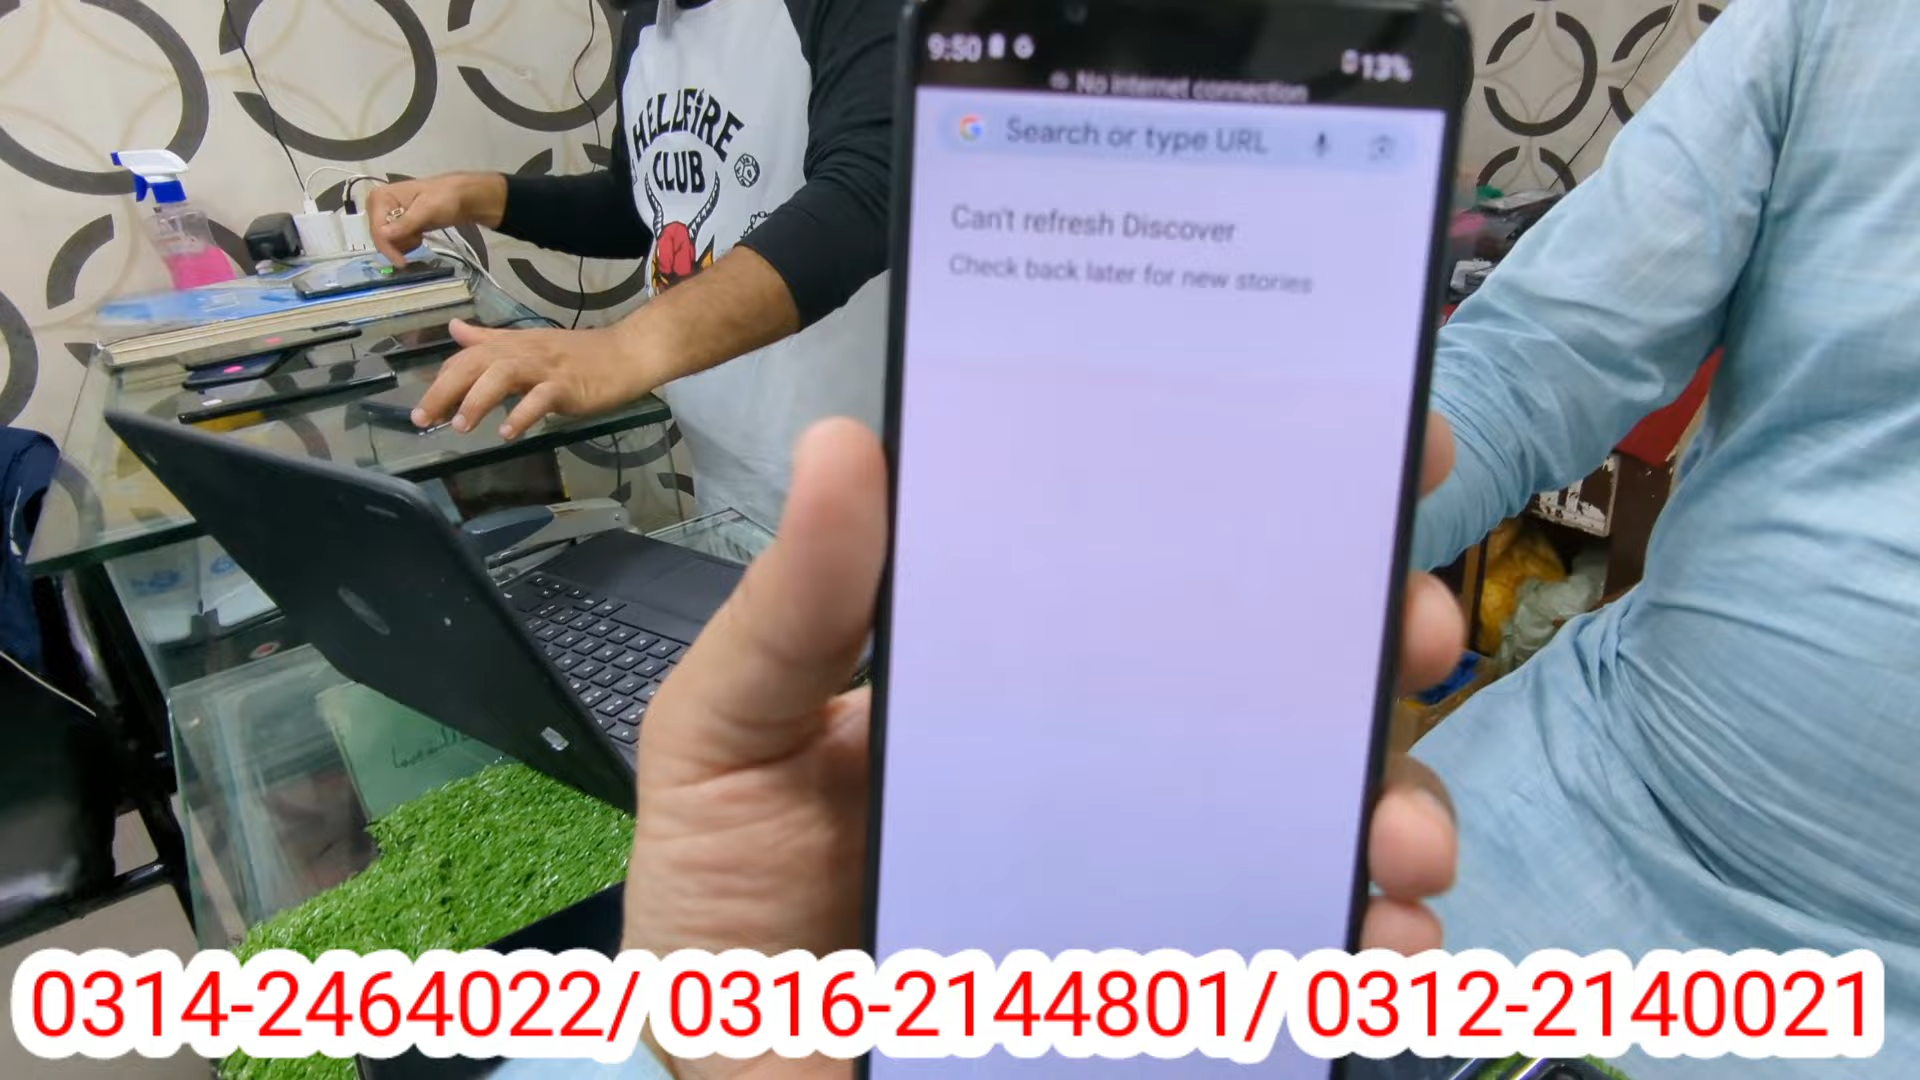 9:50
13%
No internet connection
Search or type URL
Can't refresh Discover
Check back later for new stories
HELLFIRE
CLUB
0314-2464022/ 0316-2144801/ 0312-2140021